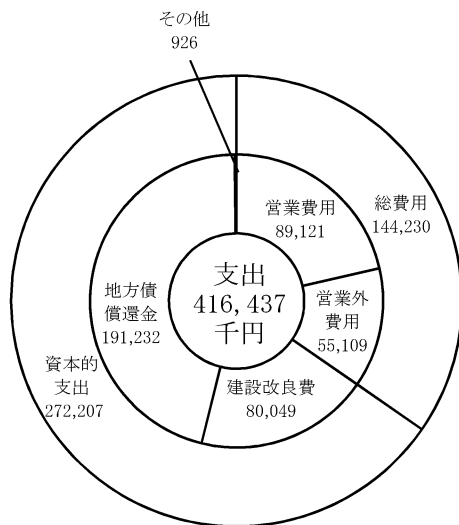 その他
926
総費用
144,230
営業費用
89,121
支出
416,437
千円
営業外
費用
55,109
地方債
償還金
191,232
資本的
支出
272,207
建設改良費
80,049